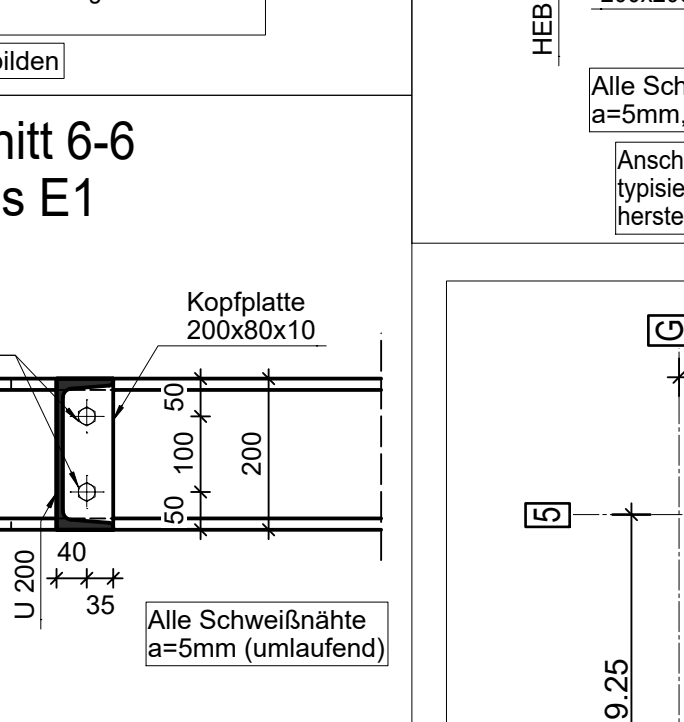 HEB
Alle Sch
a=5mm,
Ansch
typisie
herste
bilden
nitt 6-6
s E1
Kopfplatte
200x80x10
50
100
200
50
U 200
40
35
Alle Schweißnähte
a=5mm (umlaufend)
G
5
9.25